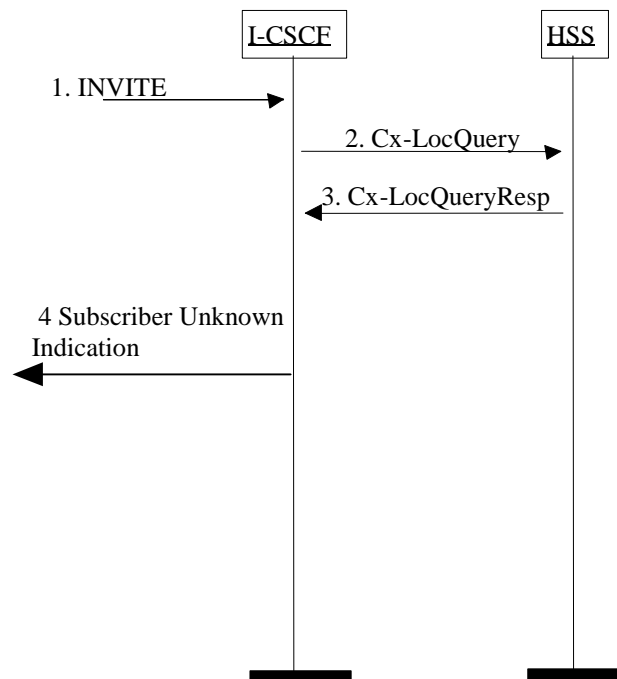 I-CSCF
HSS
1. INVITE
2. Cx-LocQuery
3. Cx-LocQueryResp
4 Subscriber Unknown
Indication